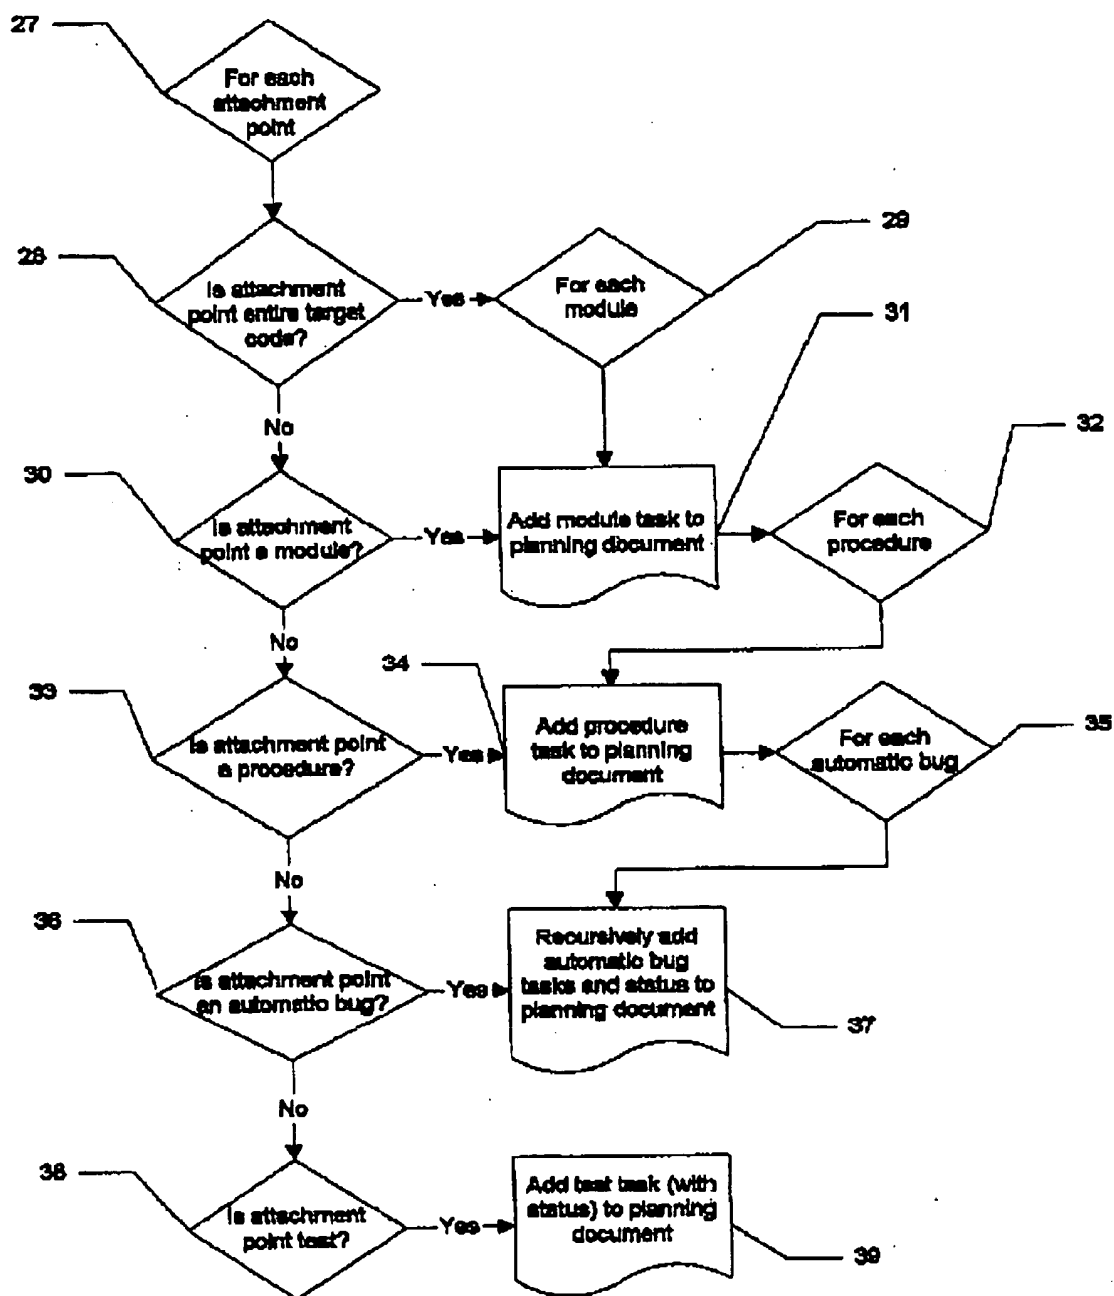 27
For each
attachment
point
28
Is attachment
point entire target
code?
Yes
For each
module
29
31
No
30
Is attachment
point a module?
Yes
Add module task to
planning document
For each
procedure
32
No
33
Is attachment point
a procedure?
Yes
34
Add procedure
task to planning
document
For each
automatic bug
35
No
36
Is attachment point
an automatic bug?
Yes
Recursively add
automatic bug
tasks and status to
planning document
37
No
38
Is attachment
point test?
Yes
Add test task (with
status) to planning
document
39